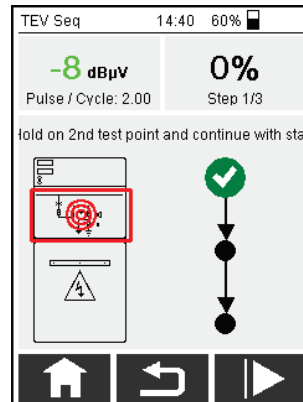 TEV Seq 14:40 60%
-8 dBµV 0%
Pulse / Cycle: 2.00 Step 1/3
Hold on 2nd test point and continue with sta